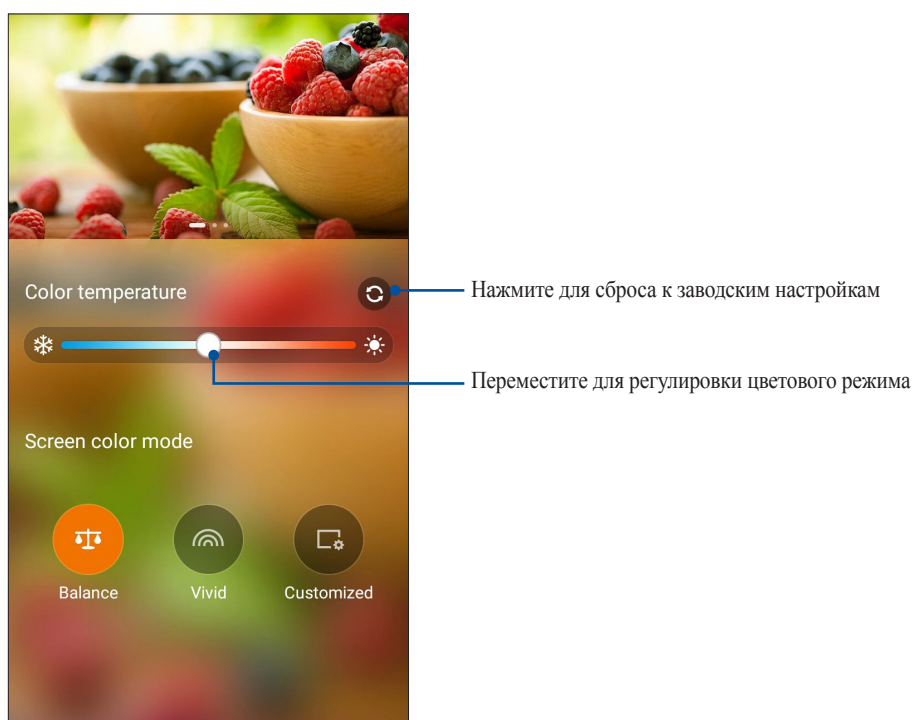 Color temperature
Нажмите для сброса к заводским настройкам
Переместите для регулировки цветового режима
Screen color mode
Balance
Vivid
Customized